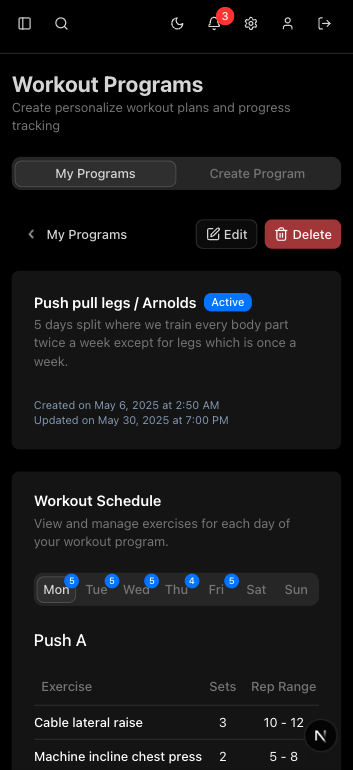 3
Workout Programs
Create personalize workout plans and progress
tracking
My Programs Create Program
My Programs Edit Delete
Push pull legs / Arnolds Active
5 days split where we train every body part
twice a week except for legs which is once a
week.
Created on May 6, 2025 at 2:50 AM
Updated on May 30, 2025 at 7:00 PM
Workout Schedule
View and manage exercises for each day of
your workout program.
Mon 5 Tue 5 Wed 5 Thu 4 Fri 5 Sat Sun
Push A
Exercise Sets Rep Range
Cable lateral raise 3 10 - 12
N
Machine incline chest press 2 5 - 8